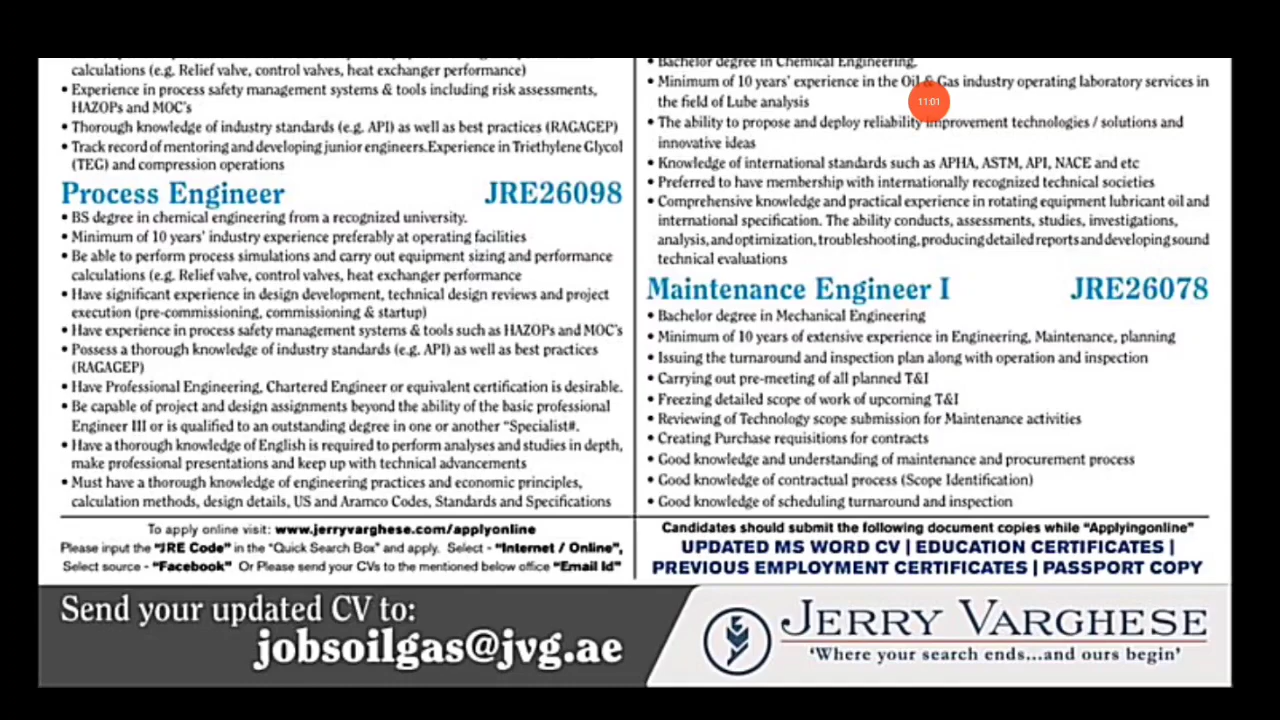 calculations (e.g. Relief valve, control valves, heat exchanger performance)
• Experience in process safety management systems & tools including risk assessments,
HAZOPs and MOC's
• Thorough knowledge of industry standards (e.g. API) as well as best practices (RAGAGEP)
• Track record of mentoring and developing junior engineers.Experience in Triethylene Glycol
(TEG) and compression operations
Process Engineer JRE26098
• BS degree in chemical engineering from a recognized university.
• Minimum of 10 years' industry experience preferably at operating facilities
• Be able to perform process simulations and carry out equipment sizing and performance
calculations (e.g. Relief valve, control valves, heat exchanger performance
• Have significant experience in design development, technical design reviews and project
execution (pre-commissioning, commissioning & startup)
• Have experience in process safety management systems & tools such as HAZOPs and MOC's
• Possess a thorough knowledge of industry standards (e.g. API) as well as best practices
(RAGAGEP)
• Have Professional Engineering, Chartered Engineer or equivalent certification is desirable.
• Be capable of project and design assignments beyond the ability of the basic professional
Engineer III or is qualified to an outstanding degree in one or another "Specialist#.
• Have a thorough knowledge of English is required to perform analyses and studies in depth,
make professional presentations and keep up with technical advancements
• Must have a thorough knowledge of engineering practices and economic principles,
calculation methods, design details, US and Aramco Codes, Standards and Specifications
To apply online visit: www.jerryvarghese.com/applyonline
Please input the "JRE Code" in the "Quick Search Box" and apply. Select - "Internet / Online",
Select source - "Facebook" Or Please send your CVs to the mentioned below office "Email Id"
• Bachelor degree in Chemical Engineering.
• Minimum of 10 years' experience in the Oil & Gas industry operating laboratory services in
the field of Lube analysis
11:01
• The ability to propose and deploy reliability improvement technologies / solutions and
innovative ideas
• Knowledge of international standards such as APHA, ASTM, API, NACE and etc
• Preferred to have membership with internationally recognized technical societies
• Comprehensive knowledge and practical experience in rotating equipment lubricant oil and
international specification. The ability conducts, assessments, studies, investigations,
analysis, and optimization, troubleshooting, producing detailed reports and developing sound
technical evaluations
Maintenance Engineer I JRE26078
• Bachelor degree in Mechanical Engineering
• Minimum of 10 years of extensive experience in Engineering, Maintenance, planning
• Issuing the turnaround and inspection plan along with operation and inspection
• Carrying out pre-meeting of all planned T&I
• Freezing detailed scope of work of upcoming T&I
• Reviewing of Technology scope submission for Maintenance activities
• Creating Purchase requisitions for contracts
• Good knowledge and understanding of maintenance and procurement process
• Good knowledge of contractual process (Scope Identification)
• Good knowledge of scheduling turnaround and inspection
Candidates should submit the following document copies while "Applyingonline"
UPDATED MS WORD CV | EDUCATION CERTIFICATES |
PREVIOUS EMPLOYMENT CERTIFICATES | PASSPORT COPY
Send your updated CV to:
jobsoilgas@jvg.ae
JERRY VARGHESE
'Where your search ends...and ours begin'